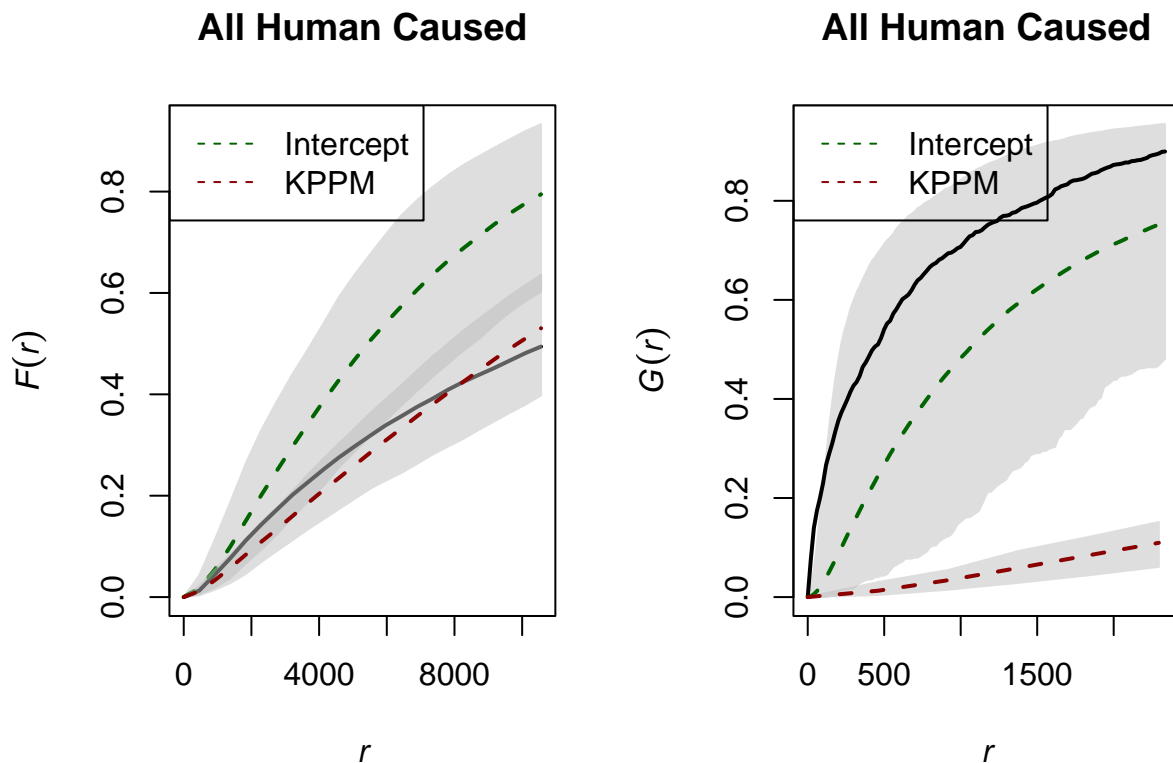 All Human Caused
Intercept
KPPM
F(r)
0.0
0.2
0.4
0.6
0.8
0
4000
8000
r
All Human Caused
Intercept
KPPM
G(r)
0.0
0.2
0.4
0.6
0.8
0
500
1500
r